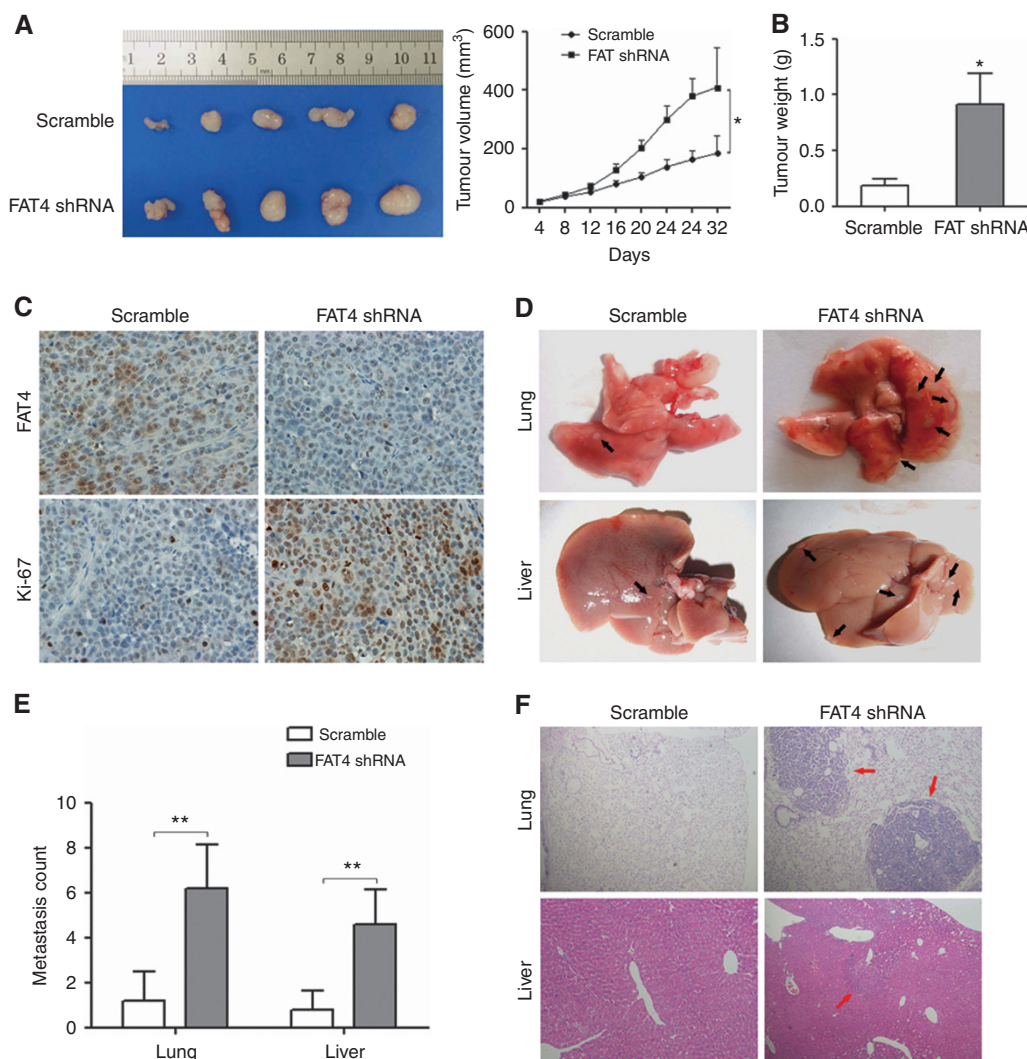 A
1 2 3 4 5 6 7 8 9 10 11
mm
Scramble
FAT4 shRNA
Tumour volume (mm³)
600
400
200
0
Scramble
FAT shRNA
*
4 8 12 16 20 24 24 32
Days
B
Tumour weight (g)
1.5
1.0
0.5
0.0
*
Scramble FAT shRNA
C
Scramble FAT4 shRNA
FAT4
Ki-67
D
Scramble FAT4 shRNA
Lung
Liver
E
Scramble
FAT4 shRNA
Metastasis count
10
8
6
4
2
0
**
**
Lung Liver
F
Scramble FAT4 shRNA
Lung
Liver